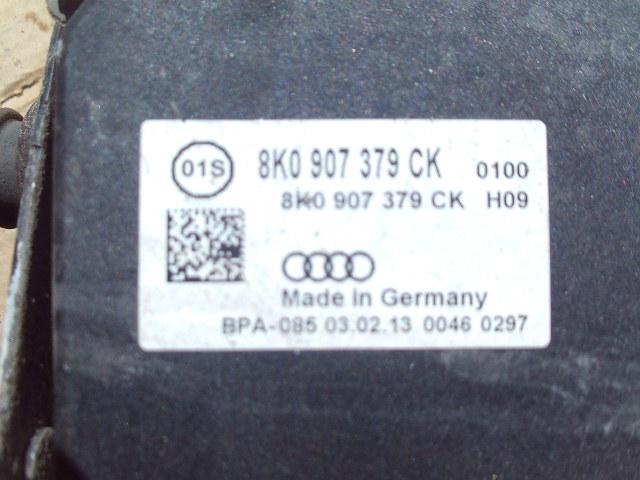 01S 8K0 907 379 CK 0100
8K0 907 379 CK H09
Made in Germany
BPA-085 03.02.13 0046 0297